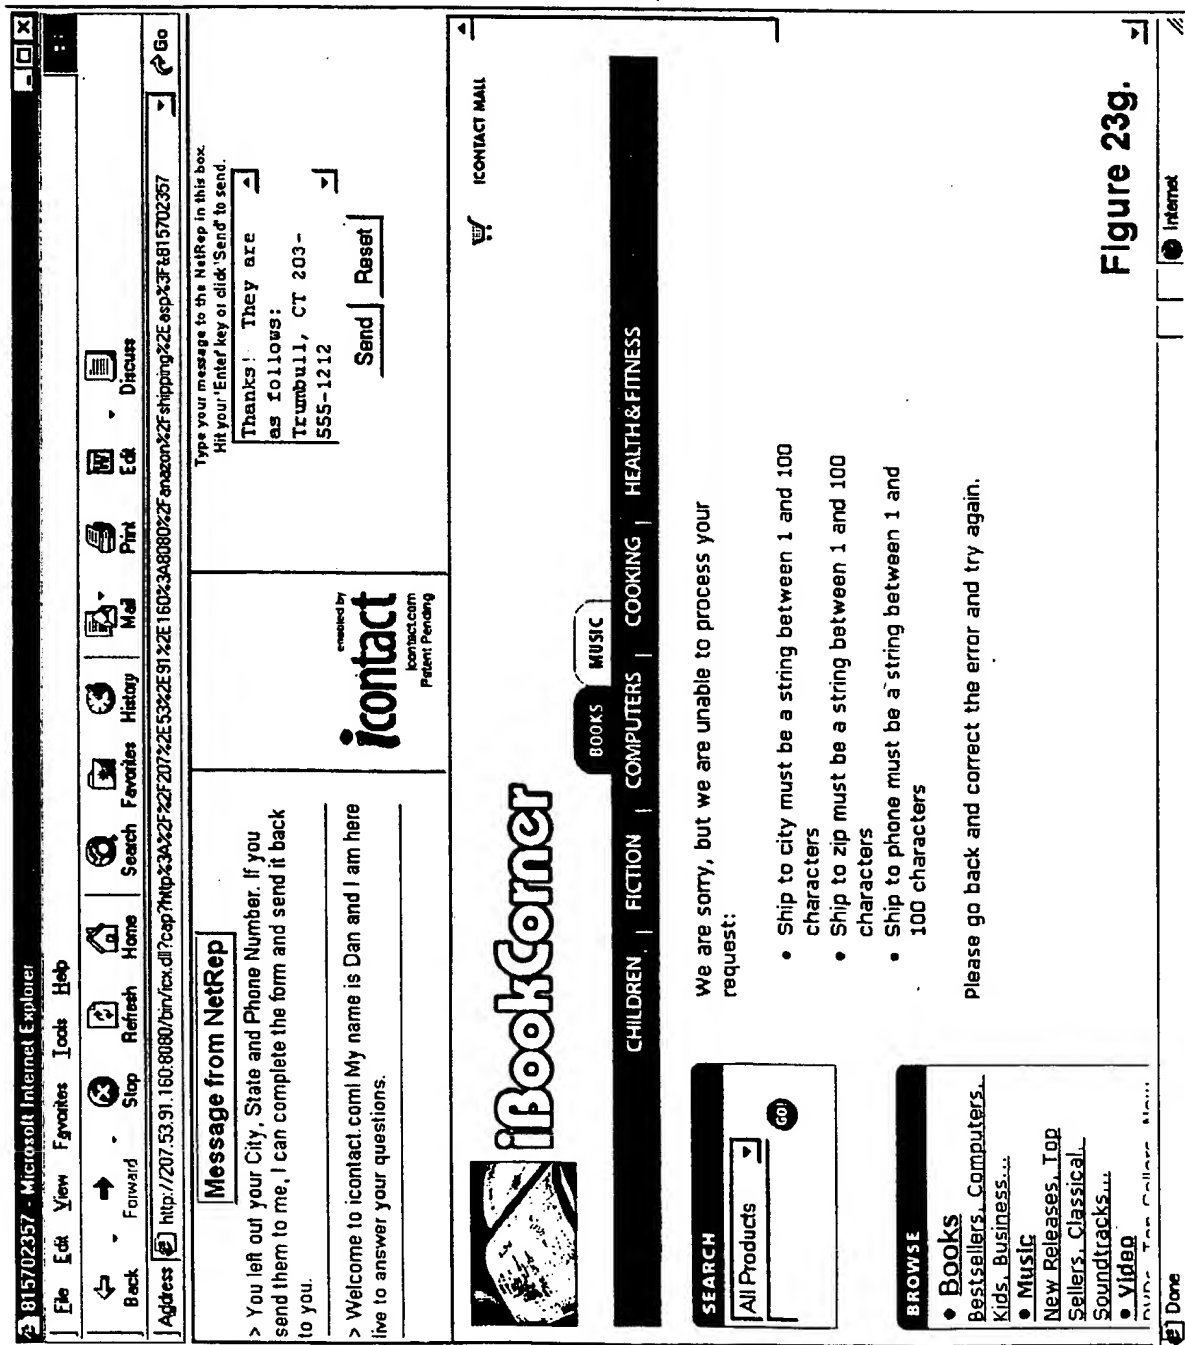 815702357 - Microsoft Internet Explorer
File Edit View Favorites Tools Help
Back Forward Stop Refresh Home Search Favorites History Mail Print Edit Discuss
Address http://207.53.91.160:8080/bin/icx.dll?cap?http%3A%2F%2F207%2E53%2E91%2E160%3A8080%2Fanazon%2Fshipping%2Easp%3F&815702357 Go
Message from NetRep
> You left out your City, State and Phone Number. If you
send them to me, I can complete the form and send it back
to you.
> Welcome to icontact.com! My name is Dan and I am here
live to answer your questions.
enabled by
icontact
Icontact.com
Patent Pending
Type your message to the NetRep in this box.
Hit your 'Enter' key or click 'Send' to send.
Thanks! They are
as follows:
Trumbull, CT 203-
555-1212
Send Reset
iBookCorner
ICONTACT MALL
BOOKS MUSIC
CHILDREN | FICTION | COMPUTERS | COOKING | HEALTH & FITNESS
SEARCH
All Products
GO!
BROWSE
• Books
Bestsellers, Computers,
Kids, Business...
• Music
New Releases, Top
Sellers, Classical,
Soundtracks...
• Video
We are sorry, but we are unable to process your
request:
• Ship to city must be a string between 1 and 100
characters
• Ship to zip must be a string between 1 and 100
characters
• Ship to phone must be a string between 1 and
100 characters
Please go back and correct the error and try again.
Figure 23g.
Done
Internet